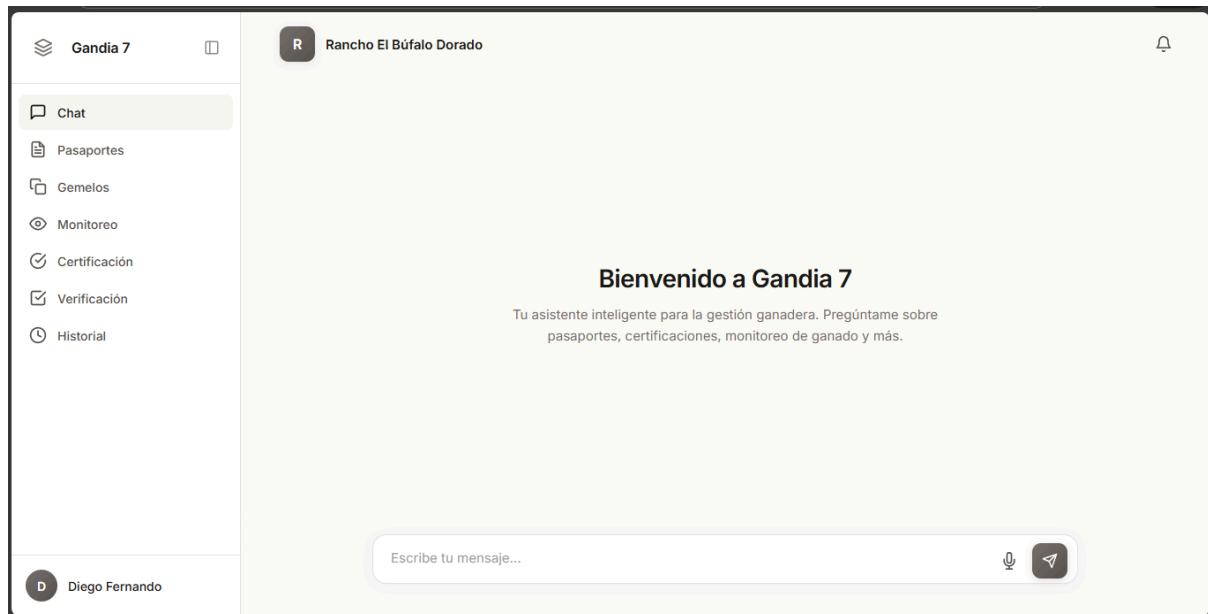 Gandia 7
Chat
Pasaportes
Gemelos
Monitoreo
Certificación
Verificación
Historial
D
Diego Fernando
R
Rancho El Búfalo Dorado
Bienvenido a Gandia 7
Tu asistente inteligente para la gestión ganadera. Pregúntame sobre
pasaportes, certificaciones, monitoreo de ganado y más.
Escribe tu mensaje...